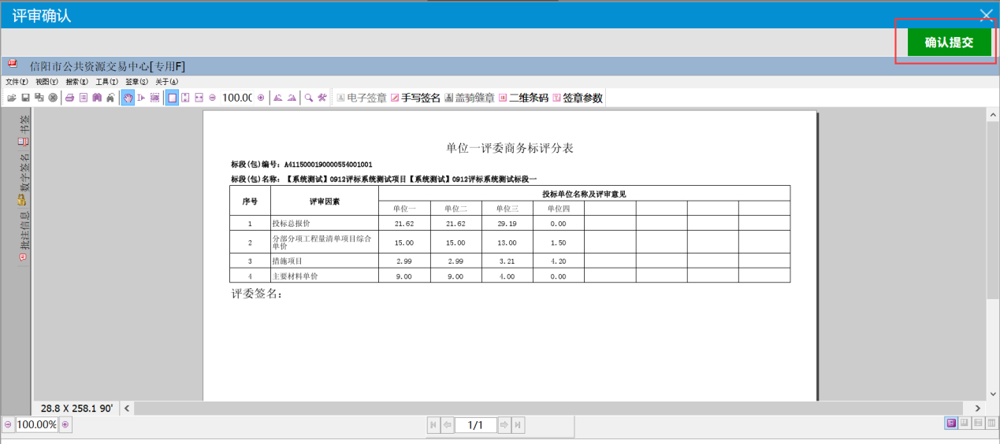 评审确认
确认提交
信阳市公共资源交易中心[专用F]
文件(F) 视图(V) 搜索(R) 工具(T) 签章(S) 关于(A)
100.0 电子签章 手写签名 盖骑缝章 二维条码 签章参数
书签
数字签名
批注信息
单位一评委商务标评分表
标段(包)编号: A4115000190000554001001
标段(包)名称: 【系统测试】0912评标系统测试项目【系统测试】0912评标系统测试标段一
序号 评审因素 投标单位名称及评审意见
单位一 单位二 单位三 单位四
1 投标总报价 21.62 21.62 29.19 0.00
2 分部分项工程量清单项目综合单价 15.00 15.00 13.00 1.50
3 措施项目 2.99 2.99 3.21 4.20
4 主要材料单价 9.00 9.00 4.00 0.00
评委签名:
28.8 X 258.1 90'
100.00% 1/1